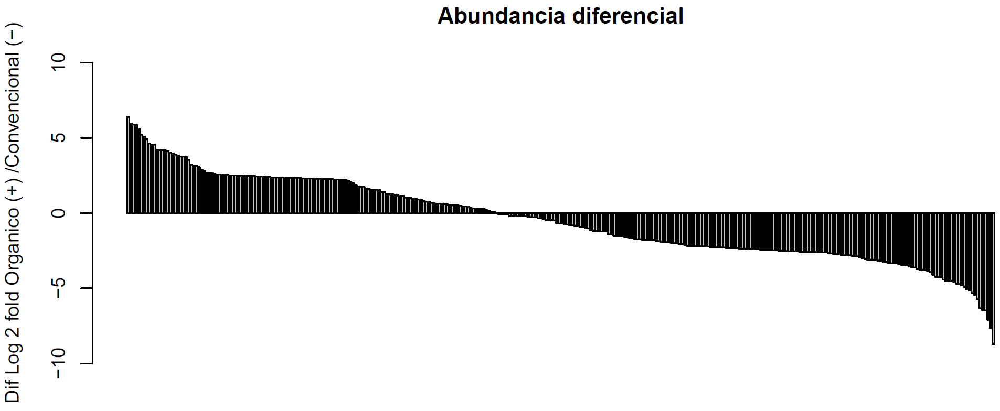 Abundancia diferencial
Dif Log 2 fold Organico (+) /Convencional (−)
10
5
0
−5
−10